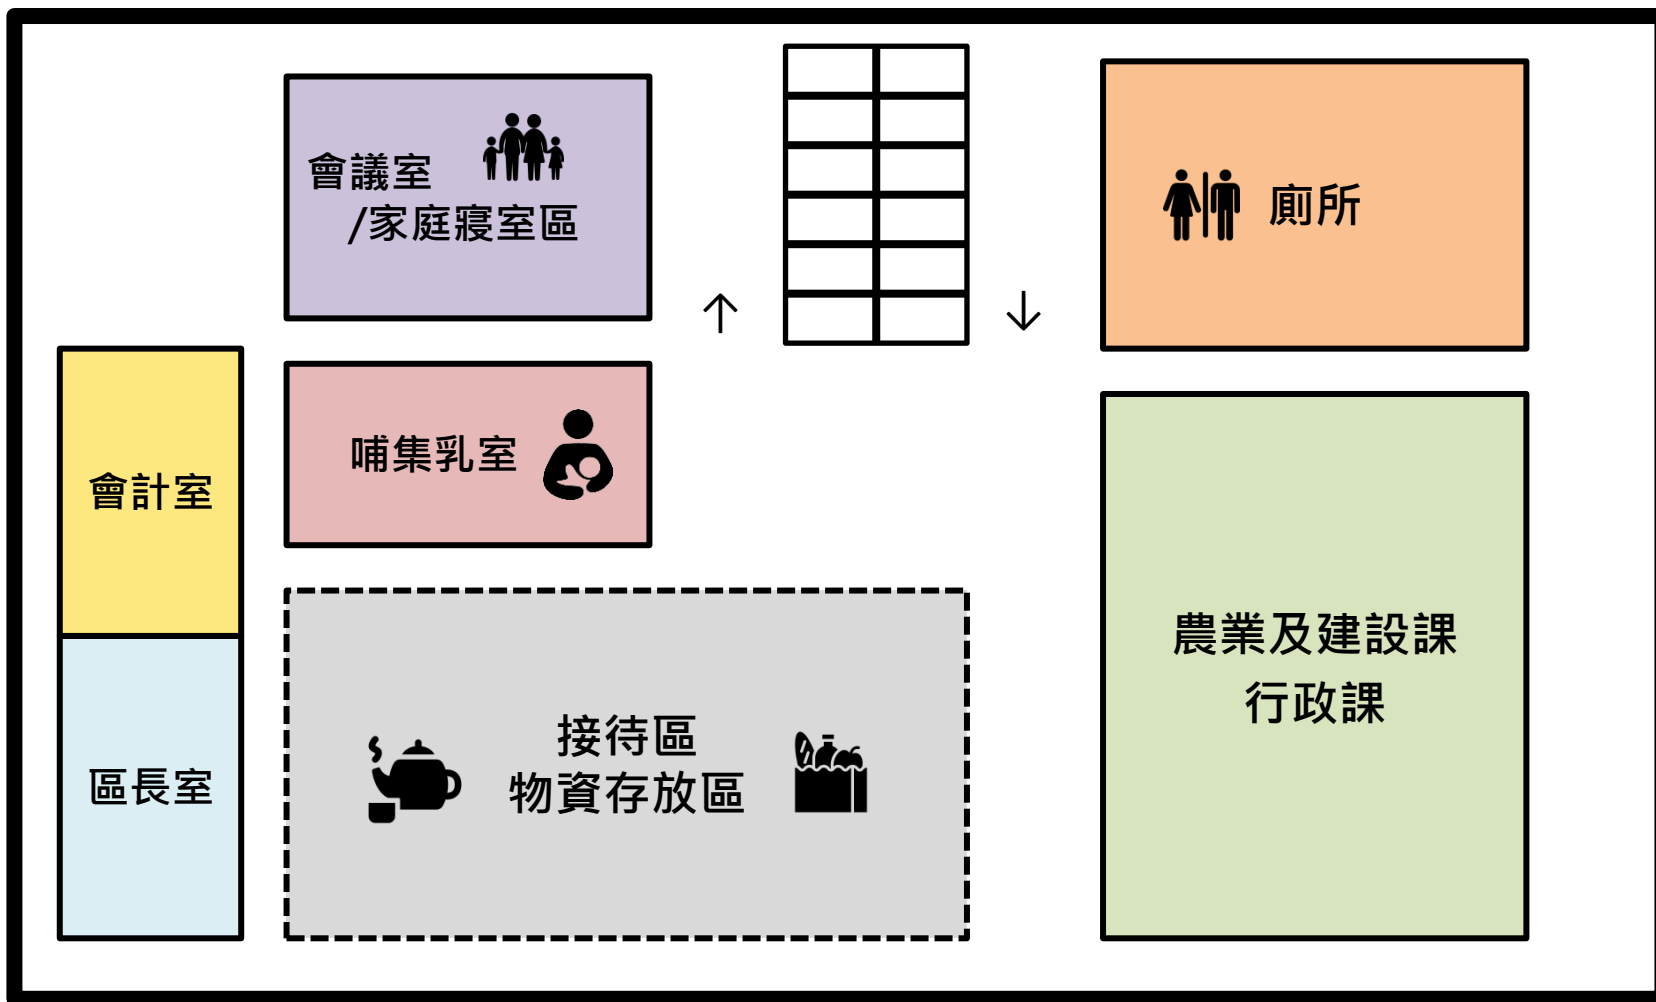 會議室
/家庭寢室區
↑
↓
廁所
會計室
哺集乳室
區長室
接待區
物資存放區
農業及建設課
行政課